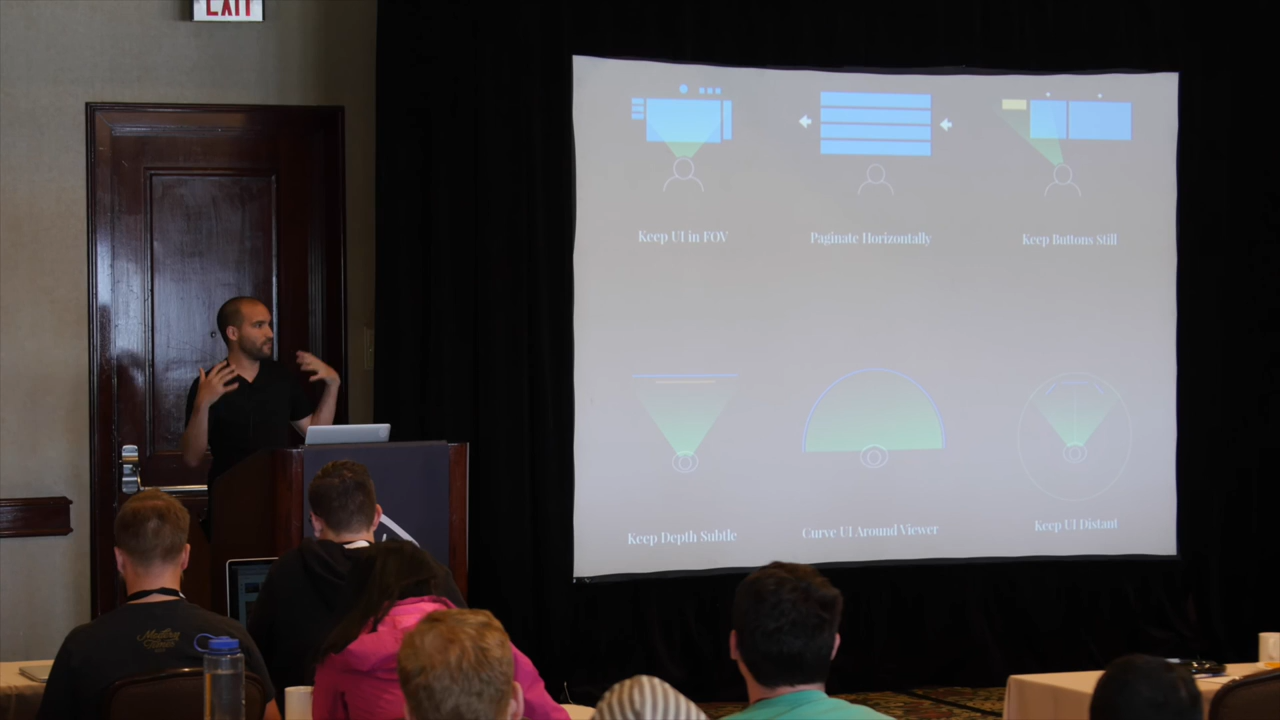 EXIT
Keep UI in FOV
Paginate Horizontally
Keep Buttons Still
Keep Depth Subtle
Curve UI Around Viewer
Keep UI Distant